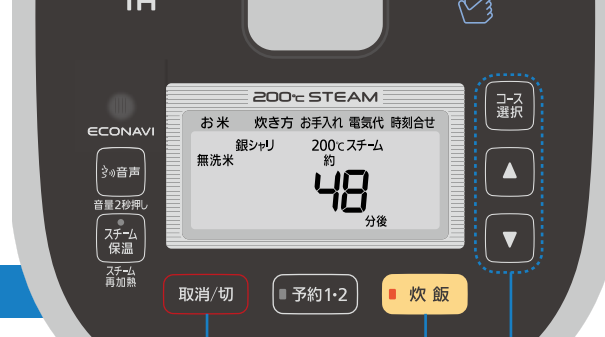 IH
ECONAVI
音声
音量2秒押し
スチーム
保温
スチーム
再加熱
200℃ STEAM
お米 炊き方 お手入れ 電気代 時刻合せ
銀シャリ 200℃スチーム
無洗米 約
48
分後
コース
選択
▲
▼
取消/切
予約1・2
炊飯